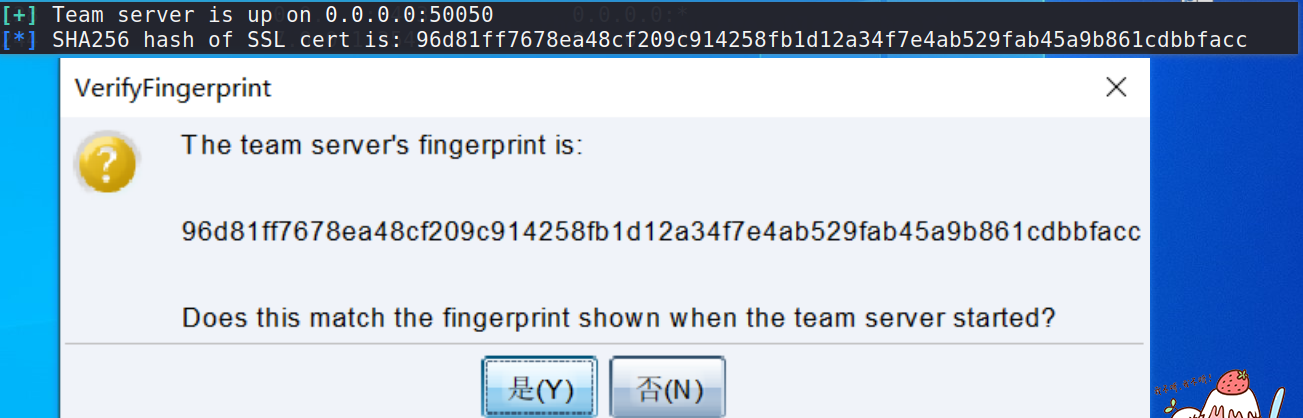 [+] Team server is up on 0.0.0.0:50050
[*] SHA256 hash of SSL cert is: 96d81ff7678ea48cf209c914258fb1d12a34f7e4ab529fab45a9b861cdbbfacc
VerifyFingerprint
The team server's fingerprint is:
96d81ff7678ea48cf209c914258fb1d12a34f7e4ab529fab45a9b861cdbbfacc
Does this match the fingerprint shown when the team server started?
是(Y) 否(N)